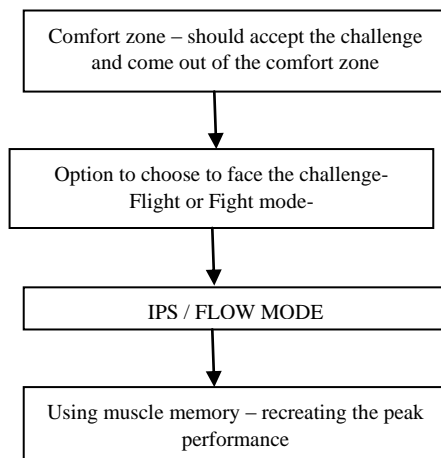 Comfort zone – should accept the challenge
and come out of the comfort zone
Option to choose to face the challenge-
Flight or Fight mode-
IPS / FLOW MODE
Using muscle memory – recreating the peak
performance